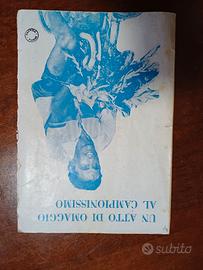 UN ATTO DI OMAGGIO
AL CAMPIONISSIMO
subito